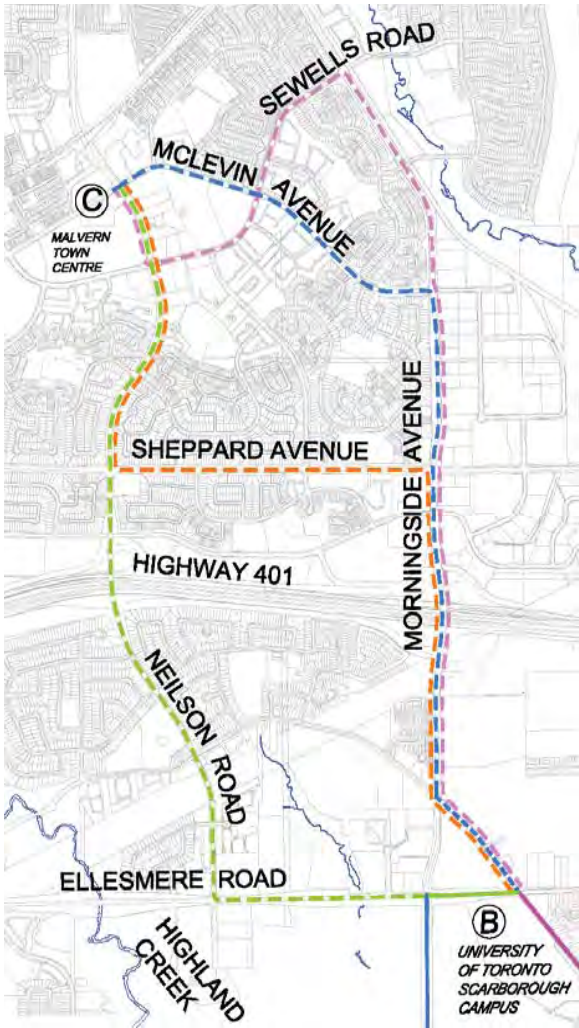 SEWELLS ROAD
MCLEVIN AVENUE
C
MALVERN
TOWN
CENTRE
SHEPPARD AVENUE
MORNINGSIDE AVENUE
HIGHWAY 401
NEILSON ROAD
ELLESMERE ROAD
HIGHLAND
CREEK
B
UNIVERSITY
OF TORONTO
SCARBOROUGH
CAMPUS